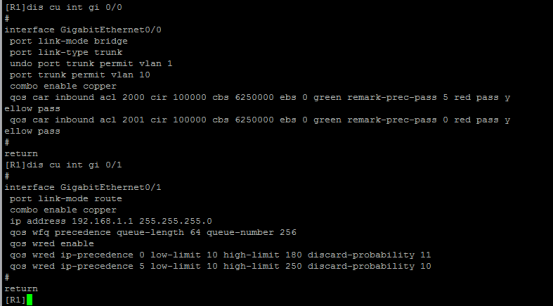 [R1]dis cu int gi 0/0
#
interface GigabitEthernet0/0
 port link-mode bridge
 port link-type trunk
 undo port trunk permit vlan 1
 port trunk permit vlan 10
 combo enable copper
 qos car inbound acl 2000 cir 100000 cbs 6250000 ebs 0 green remark-prec-pass 5 red pass y
ellow pass
 qos car inbound acl 2001 cir 100000 cbs 6250000 ebs 0 green remark-prec-pass 0 red pass y
ellow pass
#
return
[R1]dis cu int gi 0/1
#
interface GigabitEthernet0/1
 port link-mode route
 combo enable copper
 ip address 192.168.1.1 255.255.255.0
 qos wfq precedence queue-length 64 queue-number 256
 qos wred enable
 qos wred ip-precedence 0 low-limit 10 high-limit 180 discard-probability 11
 qos wred ip-precedence 5 low-limit 10 high-limit 250 discard-probability 10
#
return
[R1]